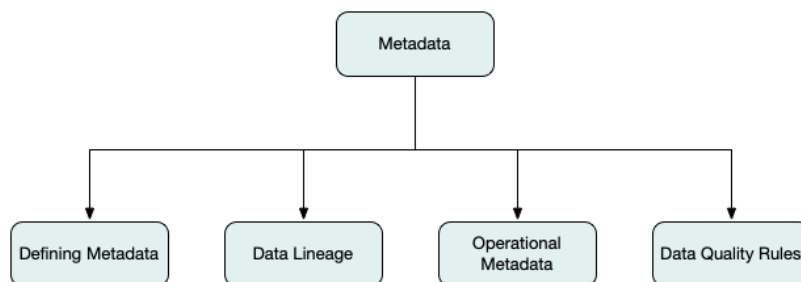 Metadata
Defining Metadata
Data Lineage
Operational
Metadata
Data Quality Rules